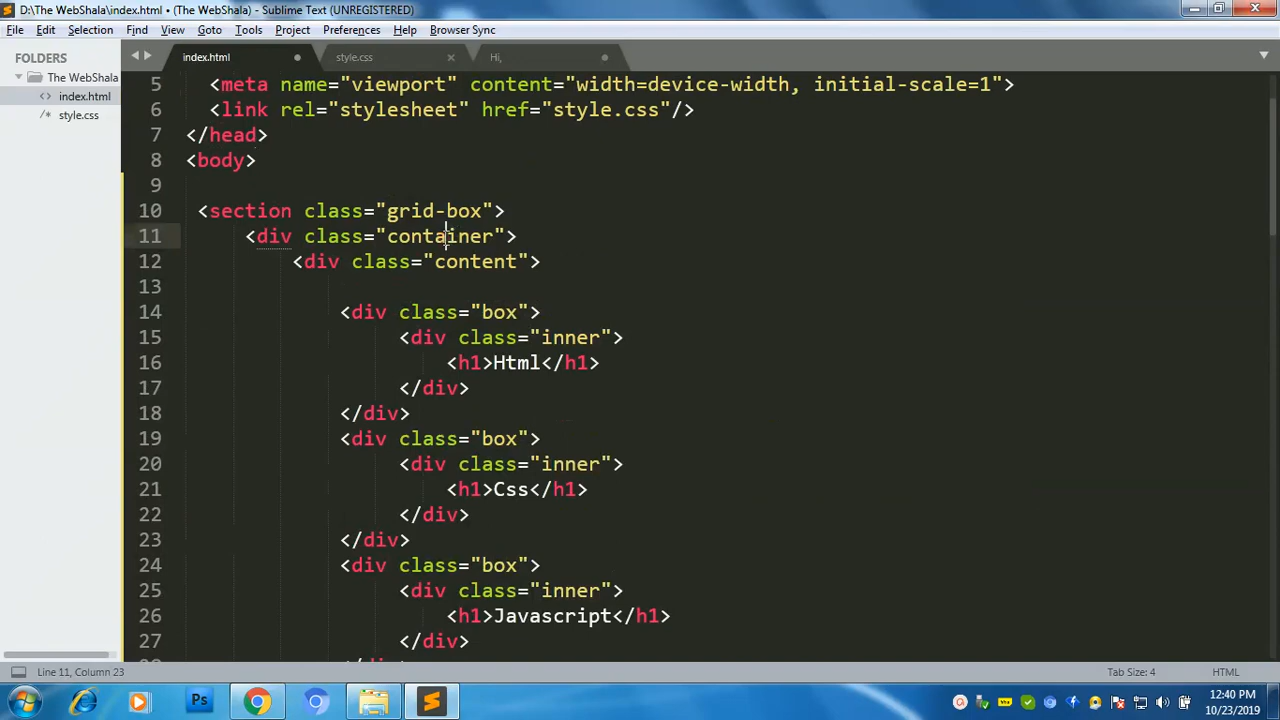 D:\The WebShala\index.html • (The WebShala) - Sublime Text (UNREGISTERED)
File Edit Selection Find View Goto Tools Project Preferences Help Browser Sync
FOLDERS
The WebShala
<> index.html
/* style.css
index.html
style.css
Hi,
5 <meta name="viewport" content="width=device-width, initial-scale=1">
6 <link rel="stylesheet" href="style.css"/>
7 </head>
8 <body>
9
10 <section class="grid-box">
11 <div class="container">
12 <div class="content">
13
14 <div class="box">
15 <div class="inner">
16 <h1>Html</h1>
17 </div>
18 </div>
19 <div class="box">
20 <div class="inner">
21 <h1>Css</h1>
22 </div>
23 </div>
24 <div class="box">
25 <div class="inner">
26 <h1>Javascript</h1>
27 </div>
Line 11, Column 23
Tab Size: 4
HTML
Ps
12:40 PM
10/23/2019